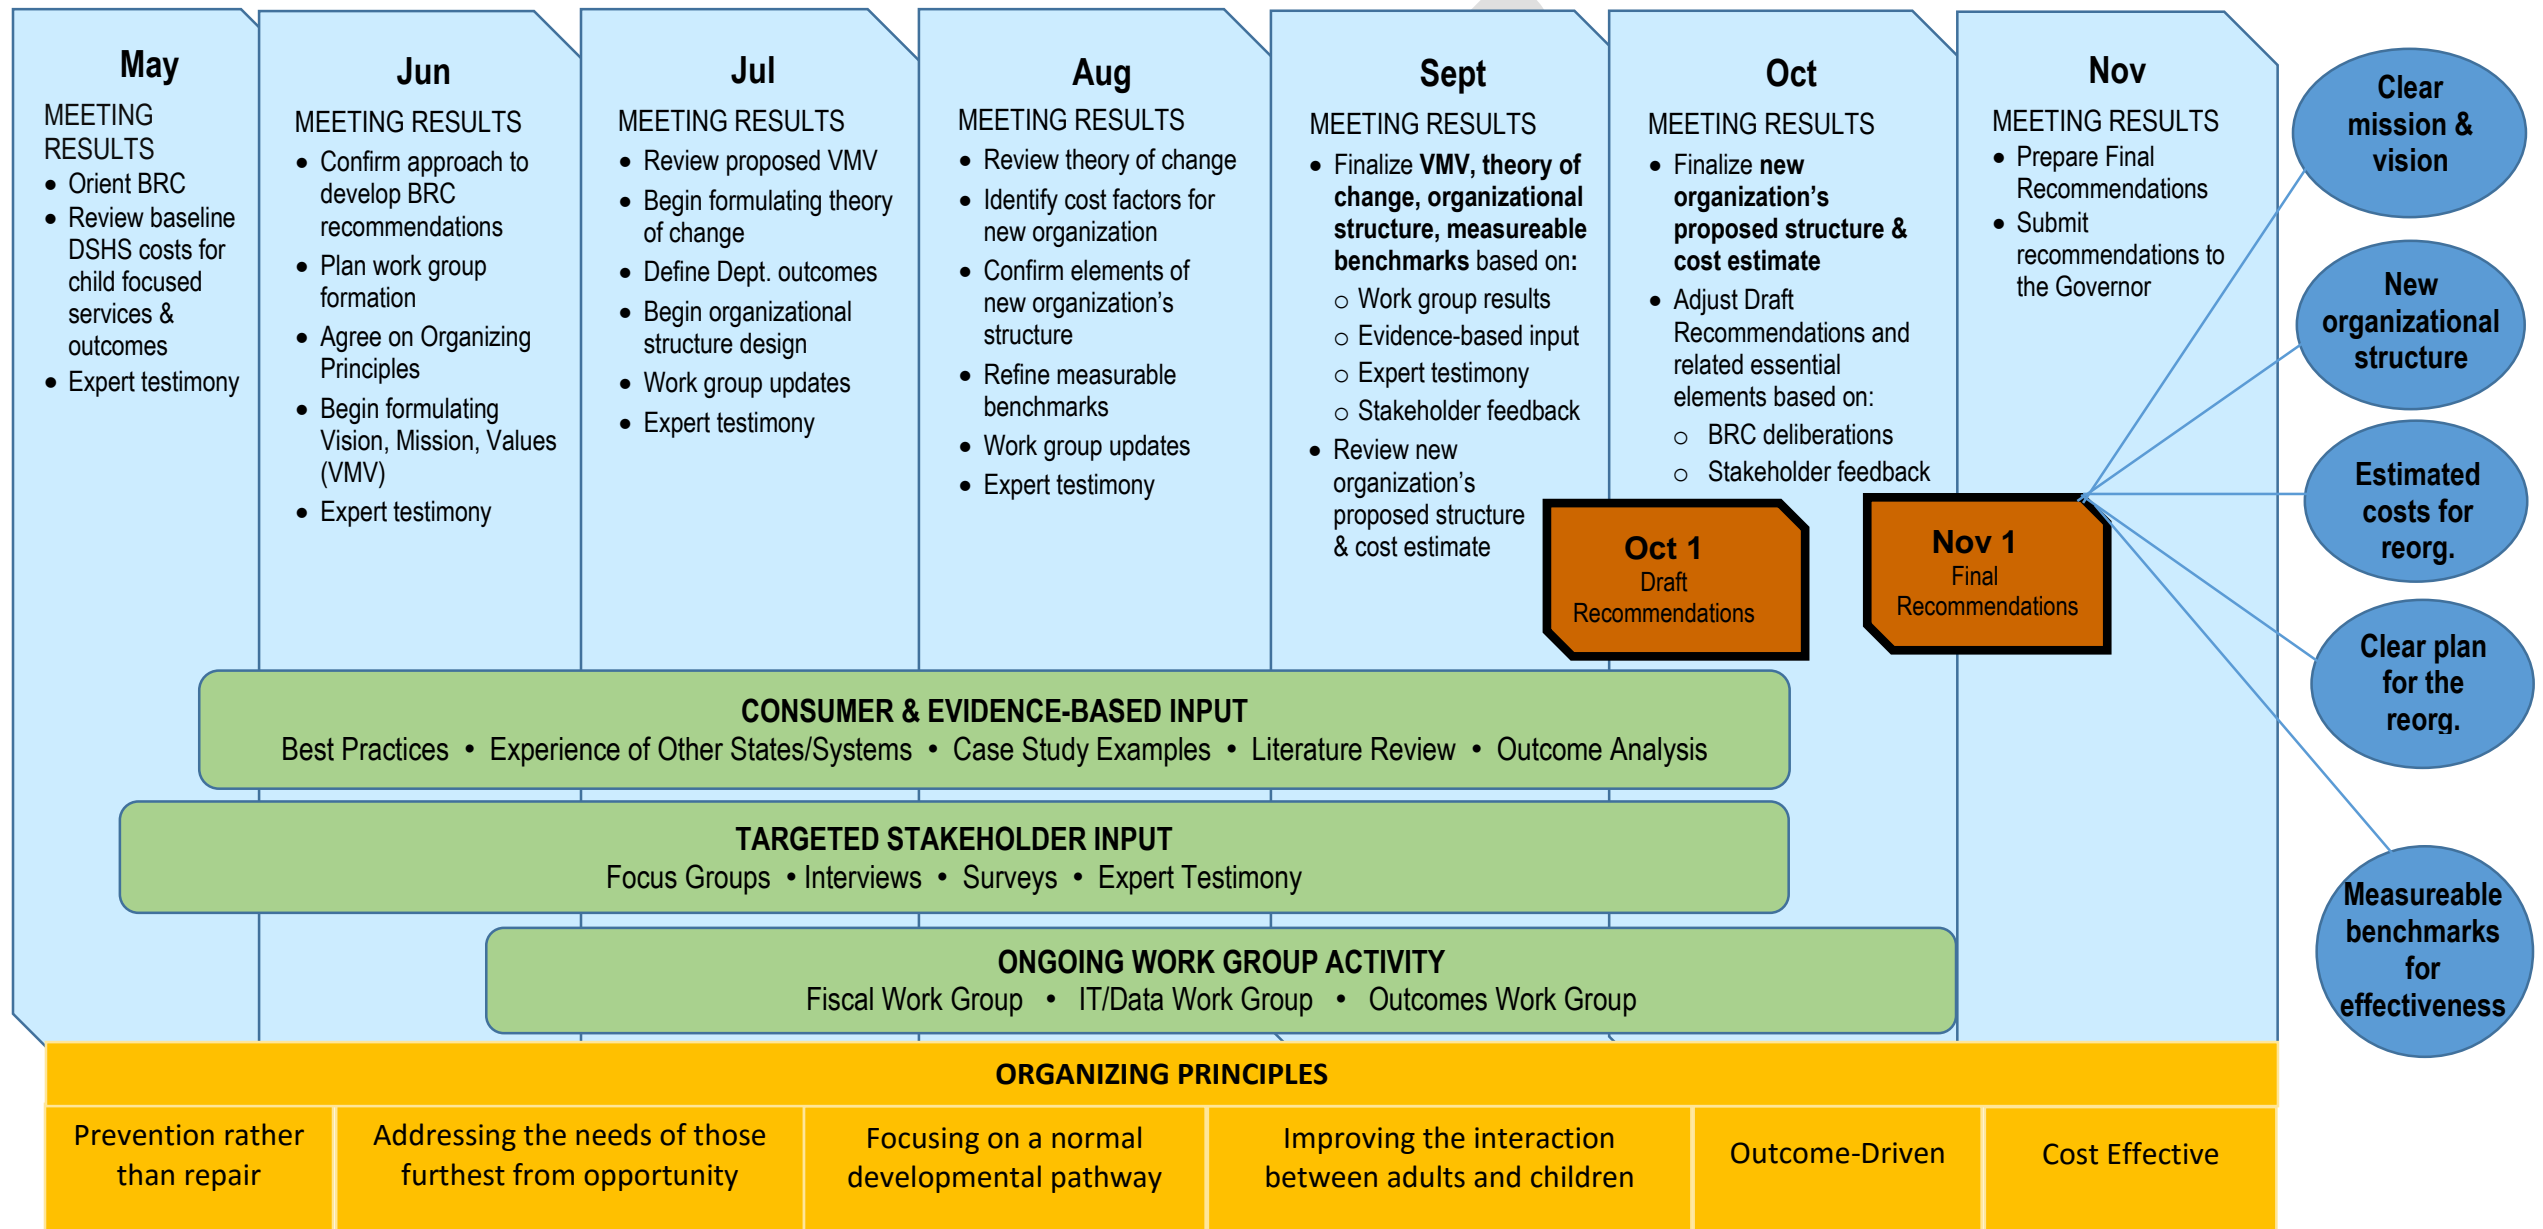 May
MEETING
RESULTS
• Orient BRC
• Review baseline
DSHS costs for
child focused
services &
outcomes
• Expert testimony
Jun
MEETING RESULTS
• Confirm approach to
develop BRC
recommendations
• Plan work group
formation
• Agree on Organizing
Principles
• Begin formulating
Vision, Mission, Values
(VMV)
• Expert testimony
Jul
MEETING RESULTS
• Review proposed VMV
• Begin formulating theory
of change
• Define Dept. outcomes
• Begin organizational
structure design
• Work group updates
• Expert testimony
Aug
MEETING RESULTS
• Review theory of change
• Identify cost factors for
new organization
• Confirm elements of
new organization’s
structure
• Refine measurable
benchmarks
• Work group updates
• Expert testimony
Sept
MEETING RESULTS
• Finalize VMV, theory of
change, organizational
structure, measureable
benchmarks based on:
o Work group results
o Evidence-based input
o Expert testimony
o Stakeholder feedback
• Review new
organization’s
proposed structure
& cost estimate
Oct
MEETING RESULTS
• Finalize new
organization’s
proposed structure &
cost estimate
• Adjust Draft
Recommendations and
related essential
elements based on:
o BRC deliberations
o Stakeholder feedback
Nov
MEETING RESULTS
• Prepare Final
Recommendations
• Submit
recommendations to
the Governor
Oct 1
Draft
Recommendations
Nov 1
Final
Recommendations
Clear
mission &
vision
New
organizational
structure
Estimated
costs for
reorg.
Clear plan
for the
reorg.
Measureable
benchmarks
for
effectiveness
CONSUMER & EVIDENCE-BASED INPUT
Best Practices • Experience of Other States/Systems • Case Study Examples • Literature Review • Outcome Analysis
TARGETED STAKEHOLDER INPUT
Focus Groups • Interviews • Surveys • Expert Testimony
ONGOING WORK GROUP ACTIVITY
Fiscal Work Group • IT/Data Work Group • Outcomes Work Group
ORGANIZING PRINCIPLES
Prevention rather
than repair
Addressing the needs of those
furthest from opportunity
Focusing on a normal
developmental pathway
Improving the interaction
between adults and children
Outcome-Driven
Cost Effective